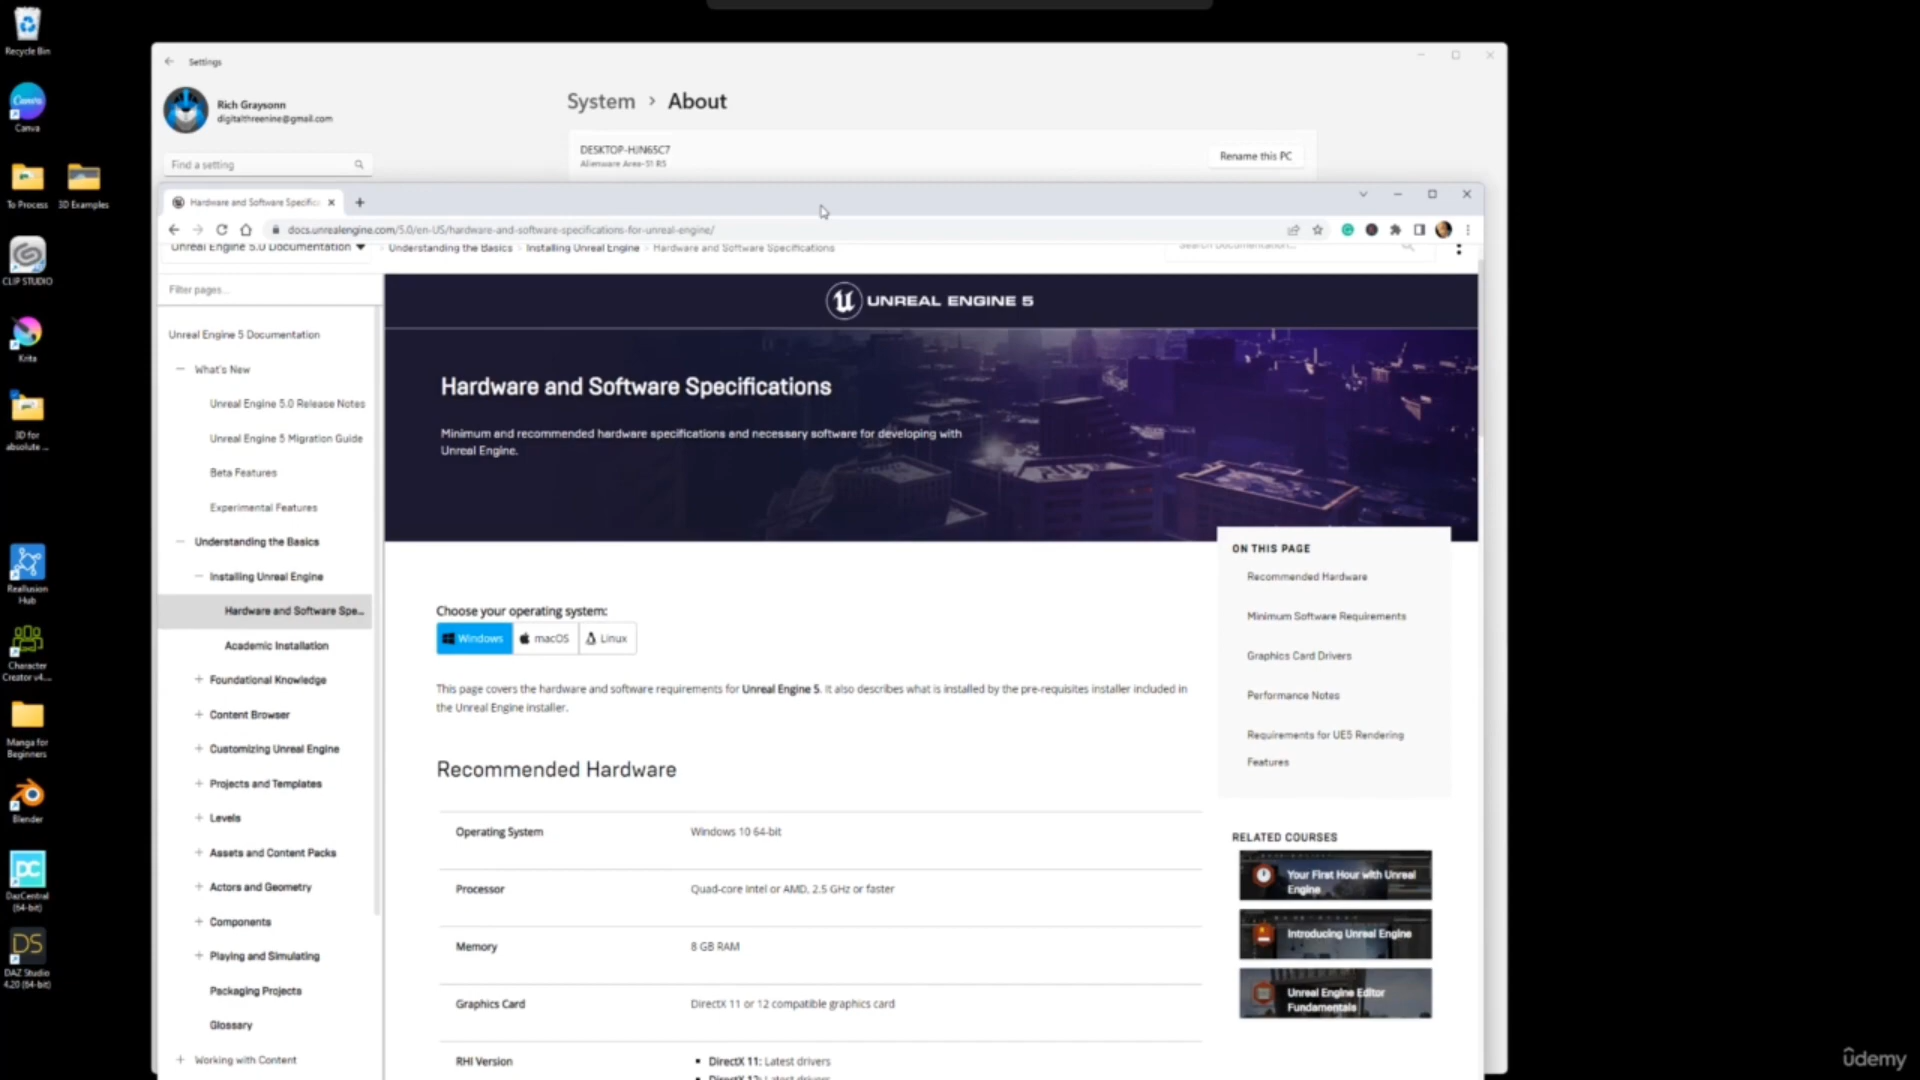 Recycle Bin
Canva
To Process
3D Examples
CLIP STUDIO
Krita
3D for
absolute ...
Reallusion
Hub
Character
Creator v4....
Manga for
Beginners
Blender
DazCentral
(64-bit)
DAZ Studio
4.20 (64-bit)
Settings
Rich Graysonn
digitalthreenine@gmail.com
Find a setting
System > About
DESKTOP-HJN65C7
Alienware Area-51 R5
Rename this PC
Hardware and Software Specific
docs.unrealengine.com/5.0/en-US/hardware-and-software-specifications-for-unreal-engine/
Unreal Engine 5.0 Documentation
Understanding the Basics
Installing Unreal Engine
Hardware and Software Specifications
Search Documentation...
Filter pages...
Unreal Engine 5 Documentation
What's New
Unreal Engine 5.0 Release Notes
Unreal Engine 5 Migration Guide
Beta Features
Experimental Features
Understanding the Basics
Installing Unreal Engine
Hardware and Software Spe...
Academic Installation
Foundational Knowledge
Content Browser
Customizing Unreal Engine
Projects and Templates
Levels
Assets and Content Packs
Actors and Geometry
Components
Playing and Simulating
Packaging Projects
Glossary
Working with Content
UNREAL ENGINE 5
Hardware and Software Specifications
Minimum and recommended hardware specifications and necessary software for developing with
Unreal Engine.
Choose your operating system:
Windows
macOS
Linux
This page covers the hardware and software requirements for Unreal Engine 5. It also describes what is installed by the pre-requisites installer included in
the Unreal Engine installer.
Recommended Hardware
Operating System
Windows 10 64-bit
Processor
Quad-core Intel or AMD, 2.5 GHz or faster
Memory
8 GB RAM
Graphics Card
DirectX 11 or 12 compatible graphics card
RHI Version
DirectX 11: Latest drivers
DirectX 12: Latest drivers
ON THIS PAGE
Recommended Hardware
Minimum Software Requirements
Graphics Card Drivers
Performance Notes
Requirements for UE5 Rendering
Features
RELATED COURSES
Your First Hour with Unreal
Engine
Introducing Unreal Engine
Unreal Engine Editor
Fundamentals
ûdemy